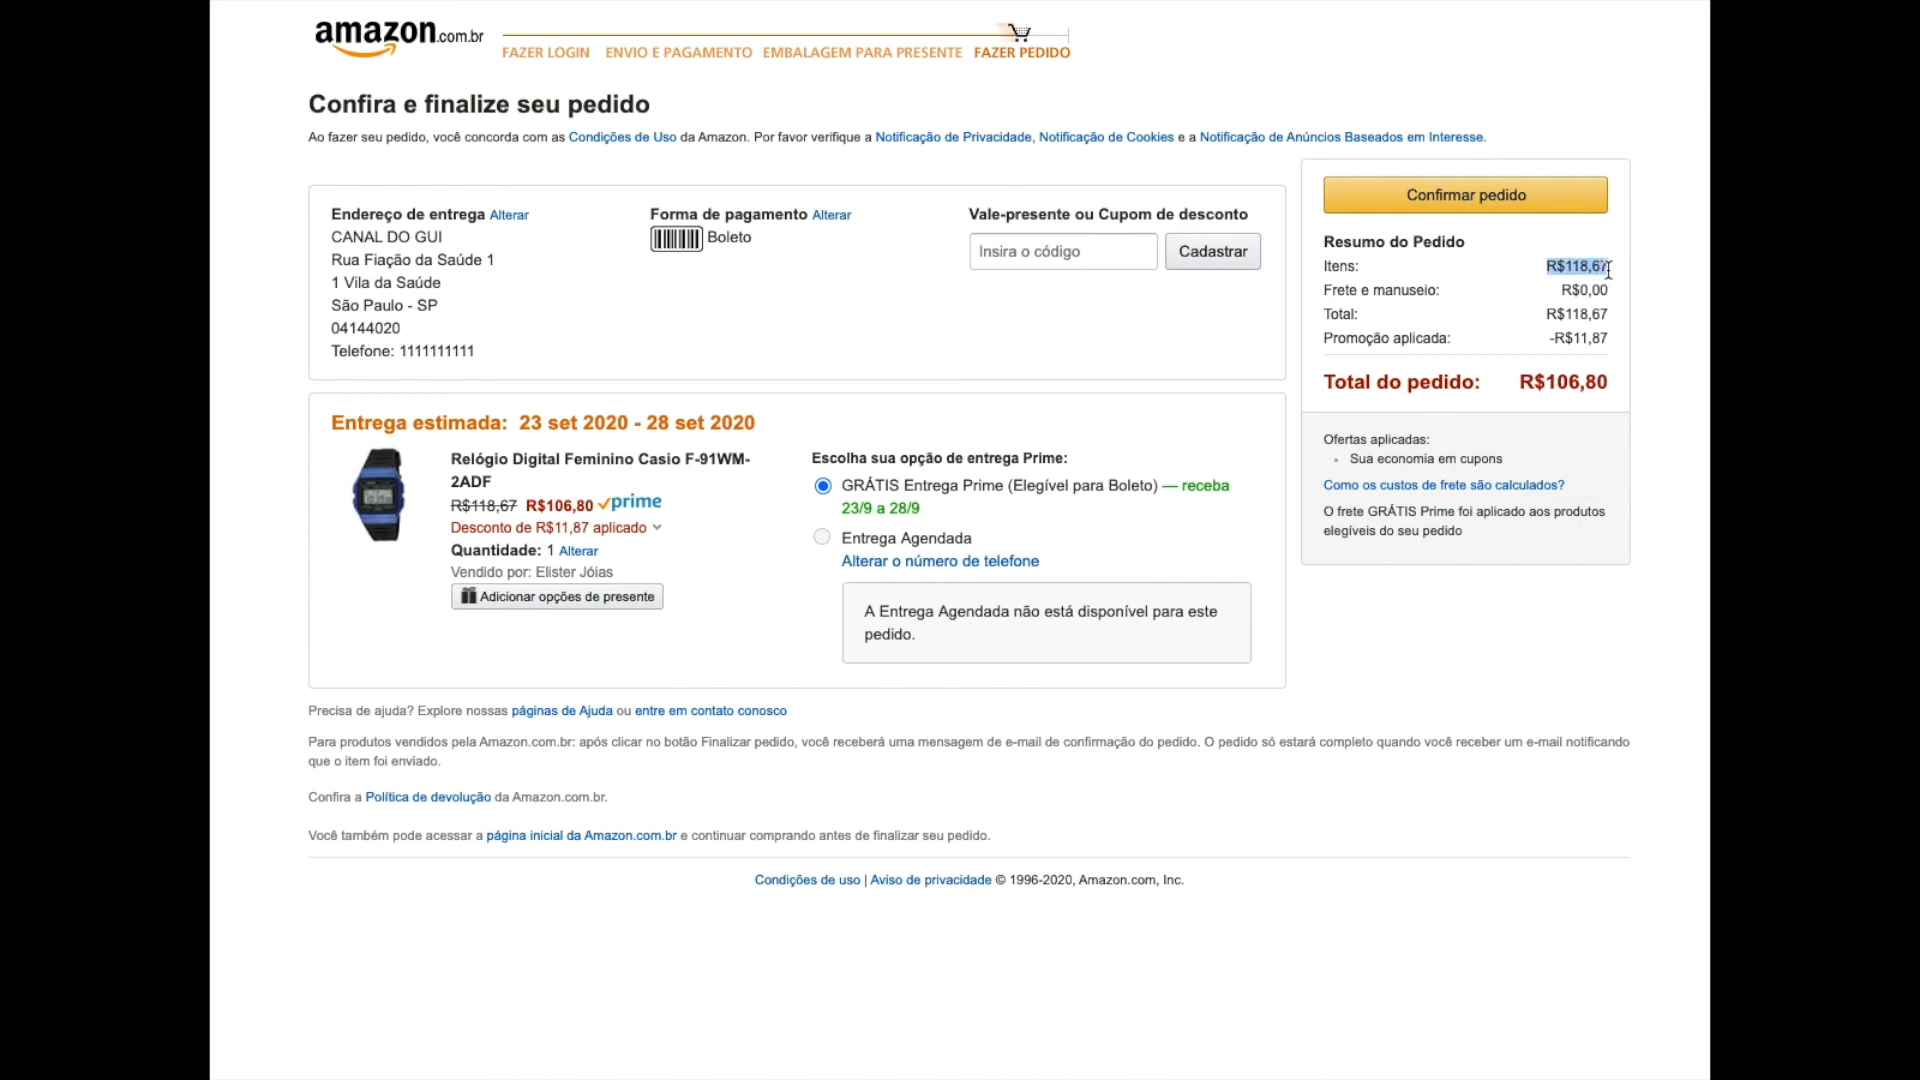 amazon.com.br
FAZER LOGIN ENVIO E PAGAMENTO EMBALAGEM PARA PRESENTE FAZER PEDIDO
Confira e finalize seu pedido
Ao fazer seu pedido, você concorda com as Condições de Uso da Amazon. Por favor verifique a Notificação de Privacidade, Notificação de Cookies e a Notificação de Anúncios Baseados em Interesse.
Endereço de entrega Alterar
CANAL DO GUI
Rua Fiação da Saúde 1
1 Vila da Saúde
São Paulo - SP
04144020
Telefone: 1111111111
Forma de pagamento Alterar
Boleto
Vale-presente ou Cupom de desconto
Insira o código
Cadastrar
Confirmar pedido
Resumo do Pedido
Itens: R$118,67
Frete e manuseio: R$0,00
Total: R$118,67
Promoção aplicada: -R$11,87
Total do pedido: R$106,80
Ofertas aplicadas:
Sua economia em cupons
Como os custos de frete são calculados?
O frete GRÁTIS Prime foi aplicado aos produtos
elegíveis do seu pedido
Entrega estimada: 23 set 2020 - 28 set 2020
Relógio Digital Feminino Casio F-91WM-
2ADF
R$118,67 R$106,80 prime
Desconto de R$11,87 aplicado
Quantidade: 1 Alterar
Vendido por: Elister Jóias
Adicionar opções de presente
Escolha sua opção de entrega Prime:
GRÁTIS Entrega Prime (Elegível para Boleto) — receba
23/9 a 28/9
Entrega Agendada
Alterar o número de telefone
A Entrega Agendada não está disponível para este
pedido.
Precisa de ajuda? Explore nossas páginas de Ajuda ou entre em contato conosco
Para produtos vendidos pela Amazon.com.br: após clicar no botão Finalizar pedido, você receberá uma mensagem de e-mail de confirmação do pedido. O pedido só estará completo quando você receber um e-mail notificando
que o item foi enviado.
Confira a Política de devolução da Amazon.com.br.
Você também pode acessar a página inicial da Amazon.com.br e continuar comprando antes de finalizar seu pedido.
Condições de uso | Aviso de privacidade © 1996-2020, Amazon.com, Inc.